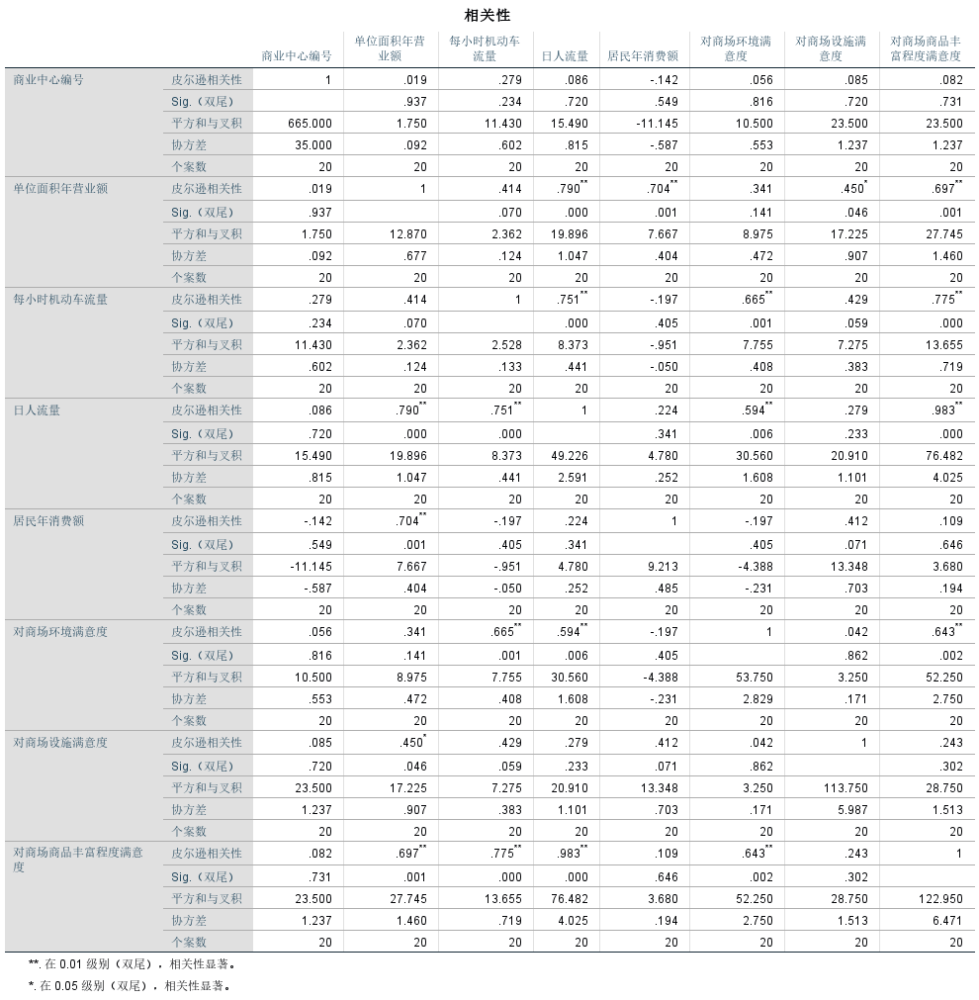 相关性
商业中心编号 单位面积年营业额 每小时机动车流量 日人流量 居民年消费额 对商场环境满意度 对商场设施满意度 对商场商品丰富程度满意度
商业中心编号 皮尔逊相关性 1 .019 .279 .086 -.142 .056 .085 .082
Sig.（双尾） .937 .234 .720 .549 .816 .720 .731
平方和与叉积 665.000 1.750 11.430 15.490 -11.145 10.500 23.500 23.500
协方差 35.000 .092 .602 .815 -.587 .553 1.237 1.237
个案数 20 20 20 20 20 20 20 20
单位面积年营业额 皮尔逊相关性 .019 1 .414 .790** .704** .341 .450* .697**
Sig.（双尾） .937 .070 .000 .001 .141 .046 .001
平方和与叉积 1.750 12.870 2.362 19.896 7.667 8.975 17.225 27.745
协方差 .092 .677 .124 1.047 .404 .472 .907 1.460
个案数 20 20 20 20 20 20 20 20
每小时机动车流量 皮尔逊相关性 .279 .414 1 .751** -.197 .665** .429 .775**
Sig.（双尾） .234 .070 .000 .405 .001 .059 .000
平方和与叉积 11.430 2.362 2.528 8.373 -.951 7.755 7.275 13.655
协方差 .602 .124 .133 .441 -.050 .408 .383 .719
个案数 20 20 20 20 20 20 20 20
日人流量 皮尔逊相关性 .086 .790** .751** 1 .224 .594** .279 .983**
Sig.（双尾） .720 .000 .000 .341 .006 .233 .000
平方和与叉积 15.490 19.896 8.373 49.226 4.780 30.560 20.910 76.482
协方差 .815 1.047 .441 2.591 .252 1.608 1.101 4.025
个案数 20 20 20 20 20 20 20 20
居民年消费额 皮尔逊相关性 -.142 .704** -.197 .224 1 -.197 .412 .109
Sig.（双尾） .549 .001 .405 .341 .405 .071 .646
平方和与叉积 -11.145 7.667 -.951 4.780 9.213 -4.388 13.348 3.680
协方差 -.587 .404 -.050 .252 .485 -.231 .703 .194
个案数 20 20 20 20 20 20 20 20
对商场环境满意度 皮尔逊相关性 .056 .341 .665** .594** -.197 1 .042 .643**
Sig.（双尾） .816 .141 .001 .006 .405 .862 .002
平方和与叉积 10.500 8.975 7.755 30.560 -4.388 53.750 3.250 52.250
协方差 .553 .472 .408 1.608 -.231 2.829 .171 2.750
个案数 20 20 20 20 20 20 20 20
对商场设施满意度 皮尔逊相关性 .085 .450* .429 .279 .412 .042 1 .243
Sig.（双尾） .720 .046 .059 .233 .071 .862 .302
平方和与叉积 23.500 17.225 7.275 20.910 13.348 3.250 113.750 28.750
协方差 1.237 .907 .383 1.101 .703 .171 5.987 1.513
个案数 20 20 20 20 20 20 20 20
对商场商品丰富程度满意度 皮尔逊相关性 .082 .697** .775** .983** .109 .643** .243 1
Sig.（双尾） .731 .001 .000 .000 .646 .002 .302
平方和与叉积 23.500 27.745 13.655 76.482 3.680 52.250 28.750 122.950
协方差 1.237 1.460 .719 4.025 .194 2.750 1.513 6.471
个案数 20 20 20 20 20 20 20 20
**. 在 0.01 级别（双尾），相关性显著。
*. 在 0.05 级别（双尾），相关性显著。